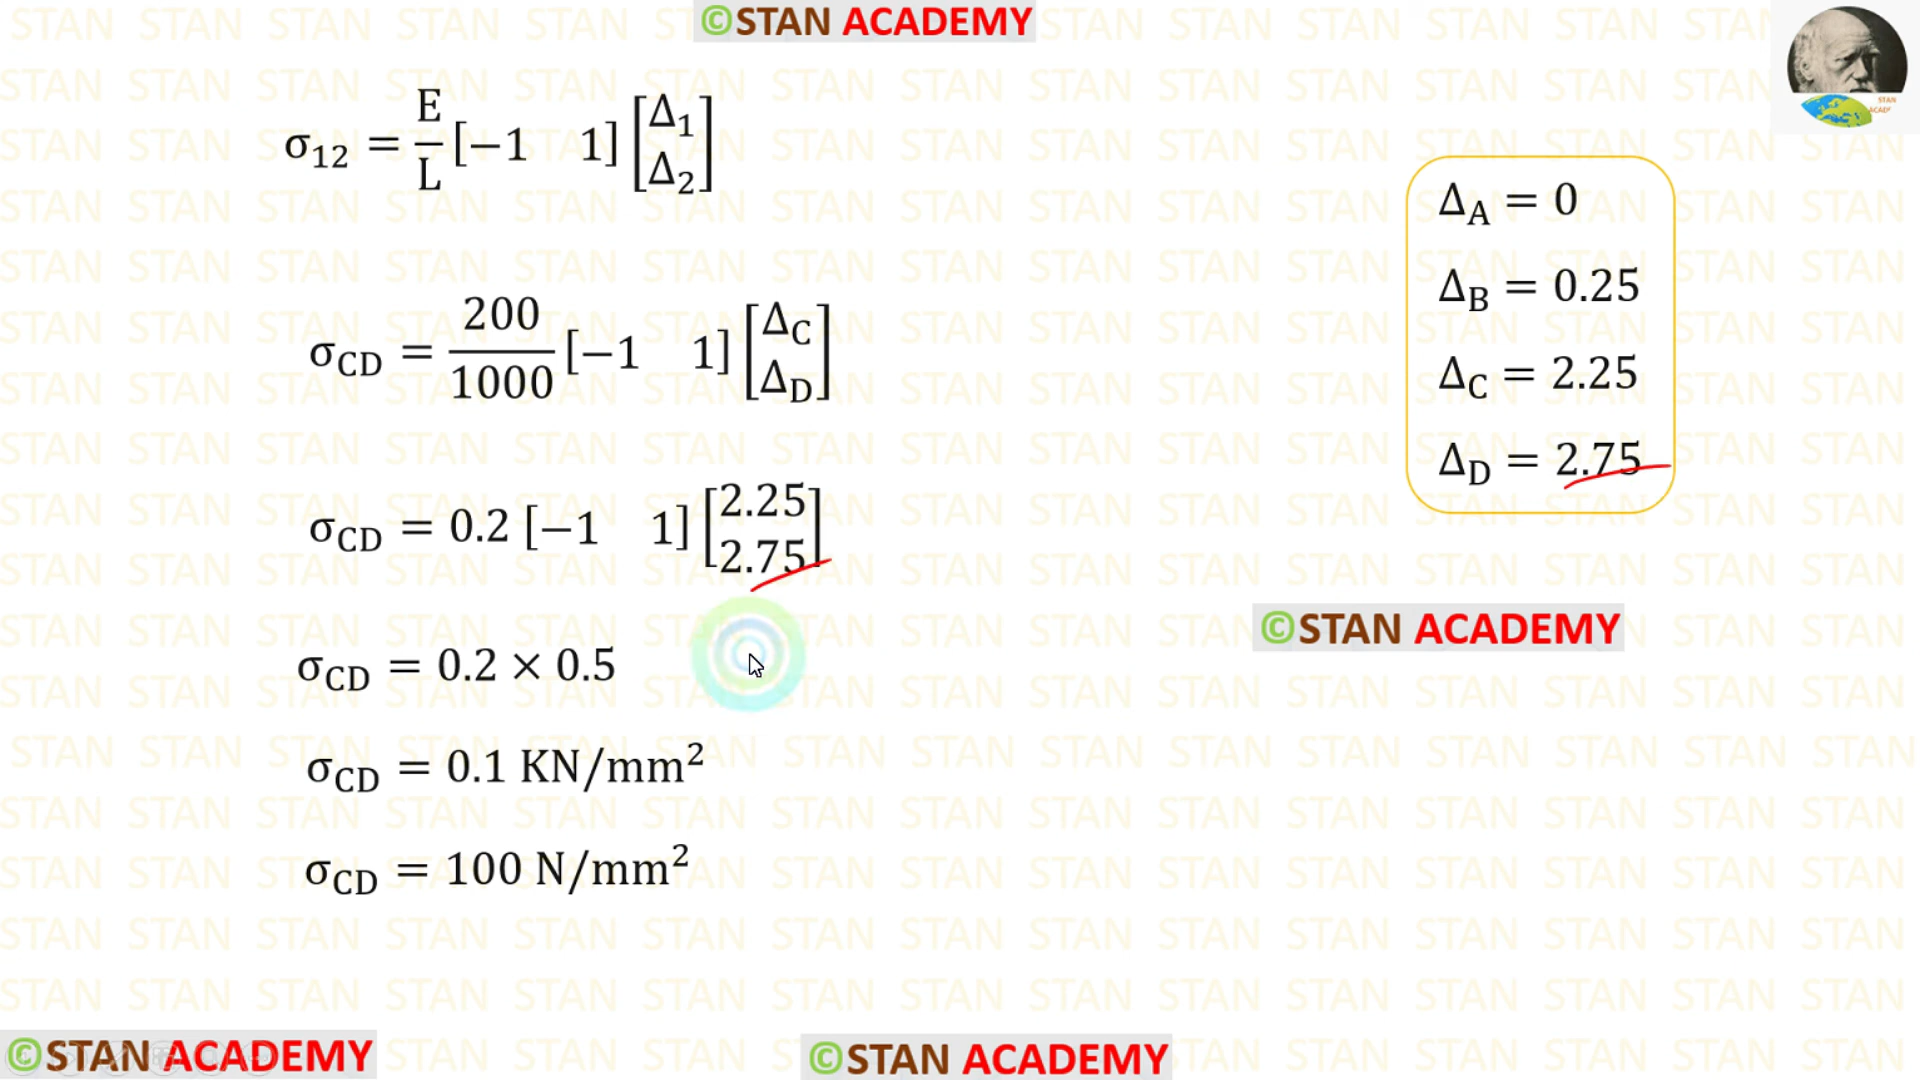 ©STAN ACADEMY
σ₁₂ = E/L [−1 1] [Δ₁ Δ₂]
σCD = 200/1000 [−1 1] [ΔC ΔD]
σCD = 0.2 [−1 1] [2.25 2.75]
σCD = 0.2 × 0.5
σCD = 0.1 KN/mm²
σCD = 100 N/mm²
ΔA = 0
ΔB = 0.25
ΔC = 2.25
ΔD = 2.75
©STAN ACADEMY
©STAN ACADEMY
©STAN ACADEMY
STAN